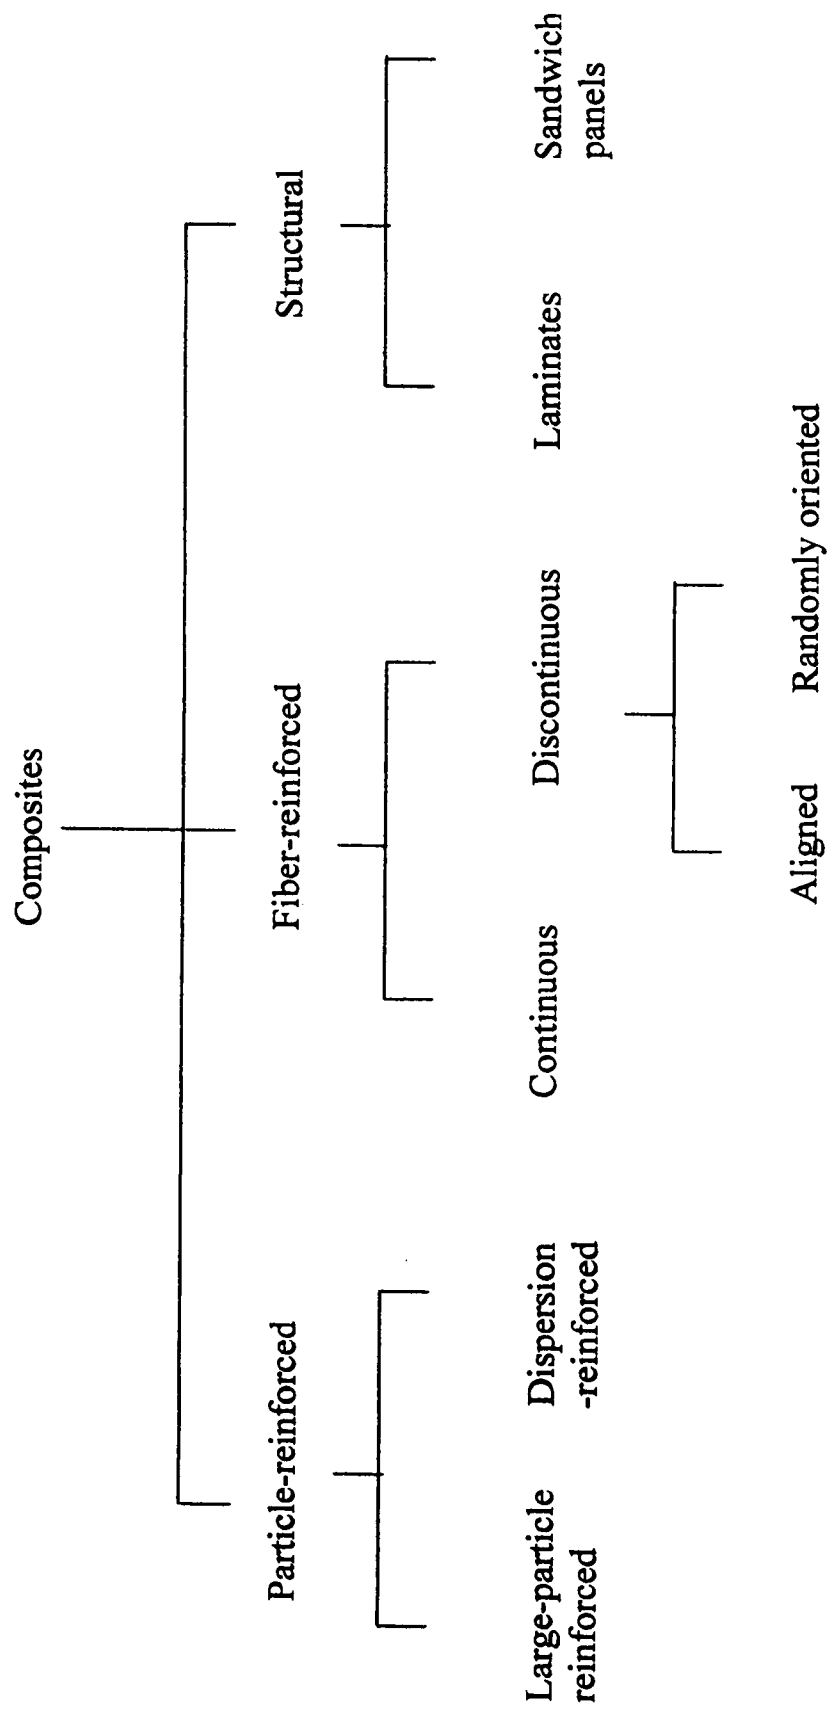 Composites
Particle-reinforced
Fiber-reinforced
Structural
Large-particle
reinforced
Dispersion
-reinforced
Continuous
Discontinuous
Laminates
Sandwich
panels
Aligned
Randomly oriented